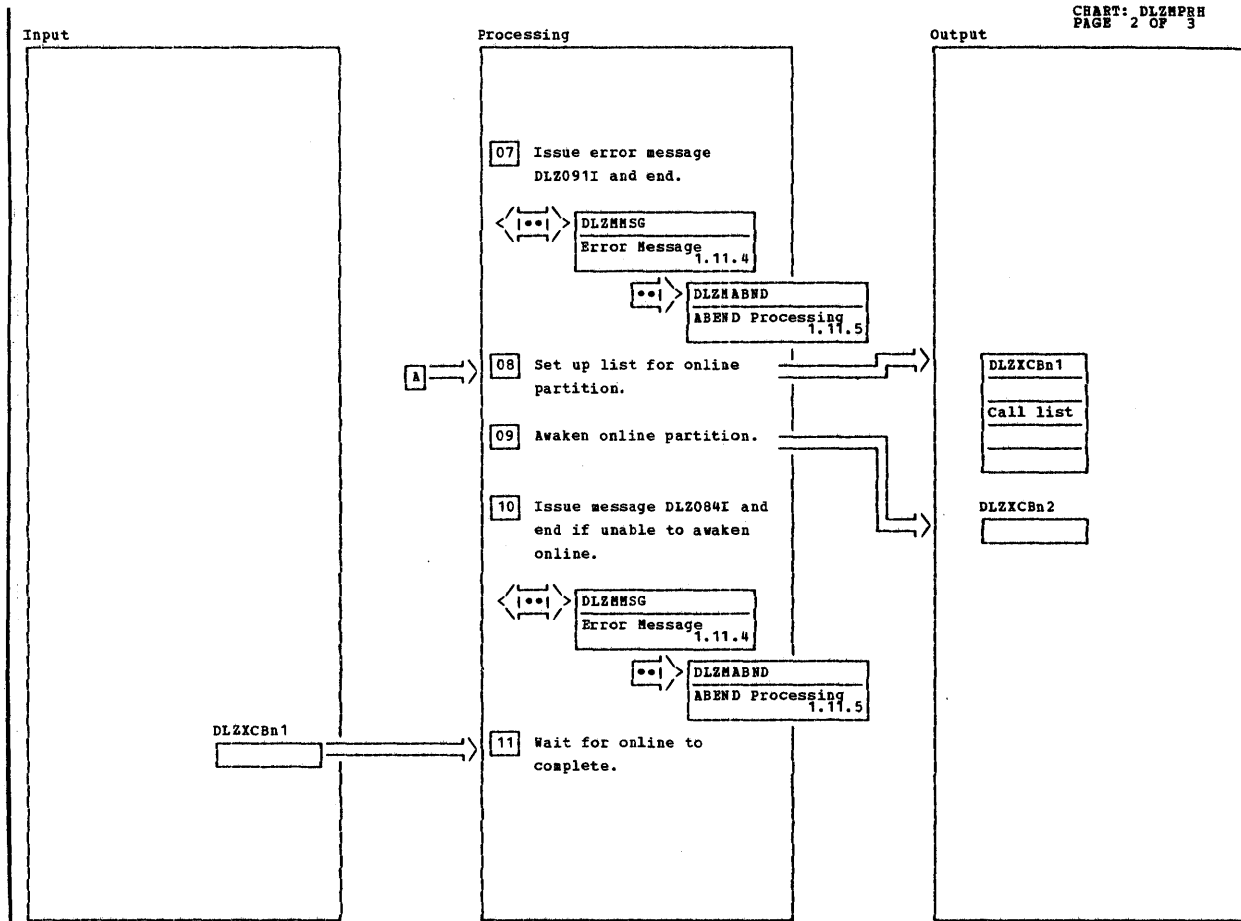 CHART: DLZMPRH
PAGE 2 OF 3
Input
Processing
Output
07 Issue error message
DLZ091I and end.
DLZMMSG
Error Message
1.11.4
DLZMABND
ABEND Processing
1.11.5
A
08 Set up list for online
partition.
DLZXCBn1
Call list
09 Awaken online partition.
10 Issue message DLZ084I and
end if unable to awaken
online.
DLZXCBn2
DLZMMSG
Error Message
1.11.4
DLZMABND
ABEND Processing
1.11.5
DLZXCBn1
11 Wait for online to
complete.